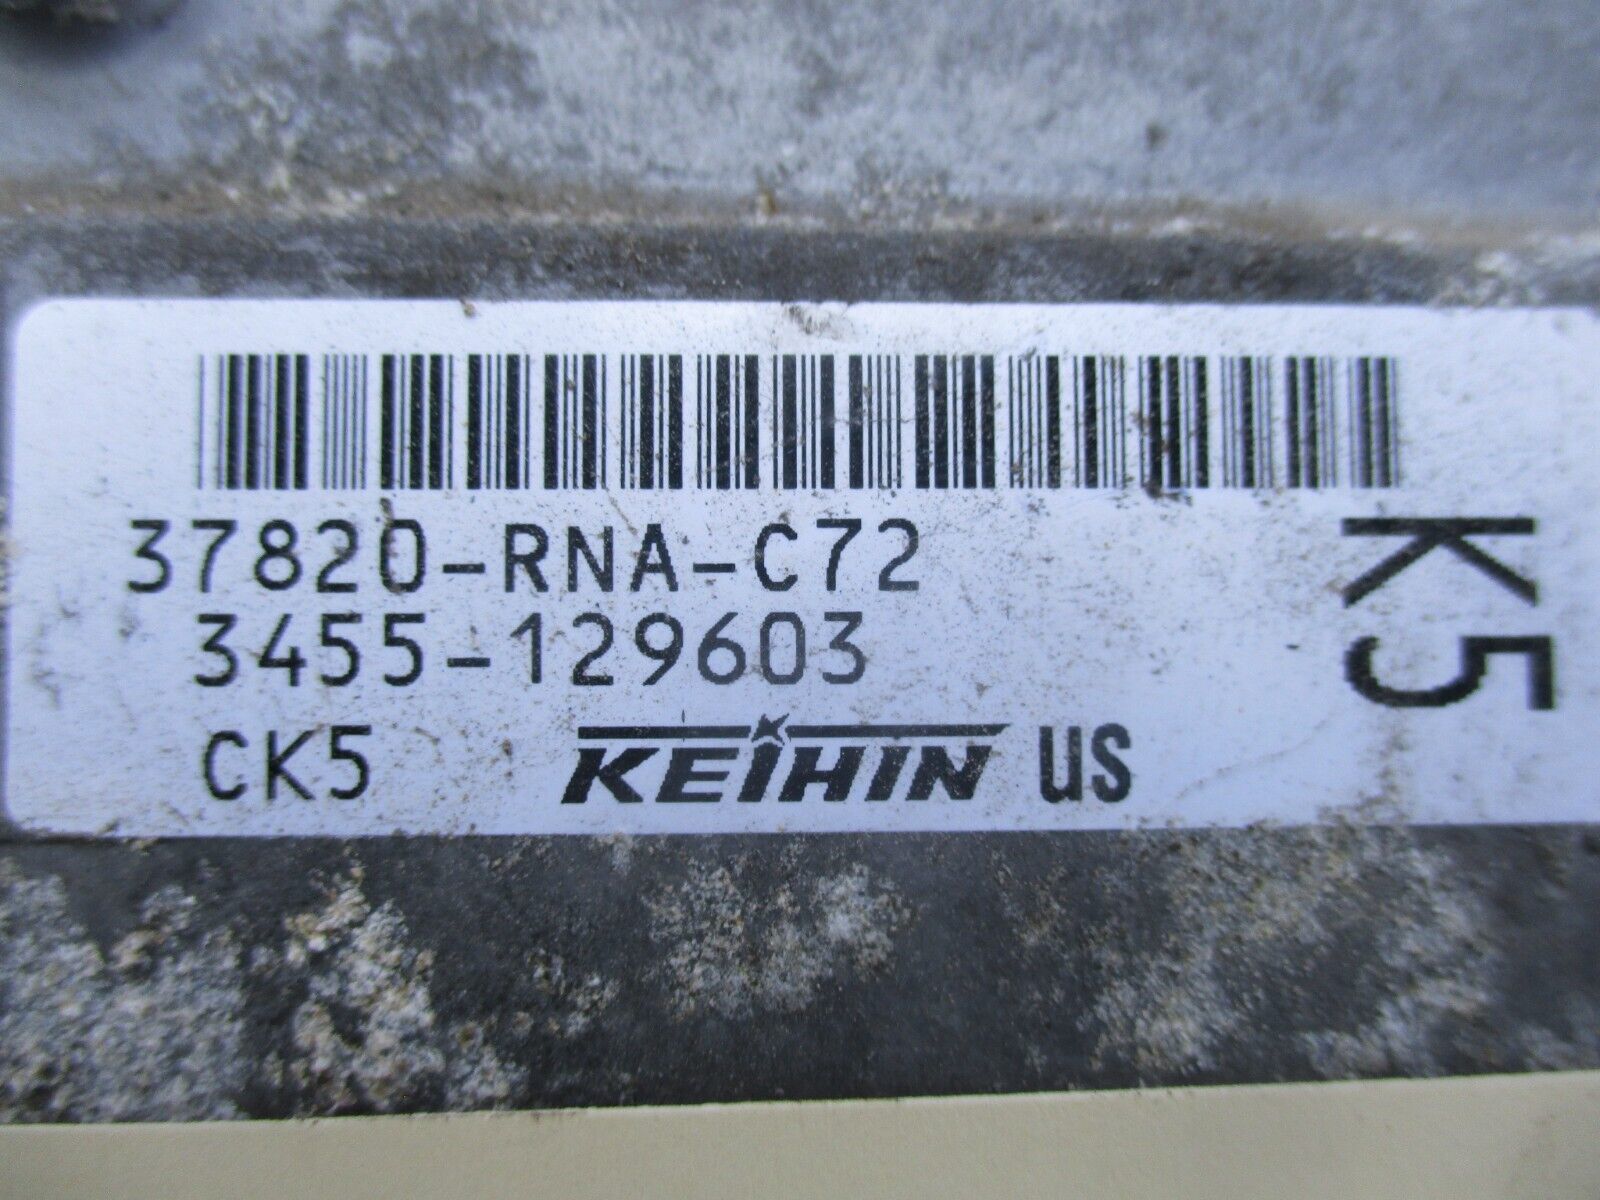 37820-RNA-C72
3455-129603
CK5 KEIHIN US
K5